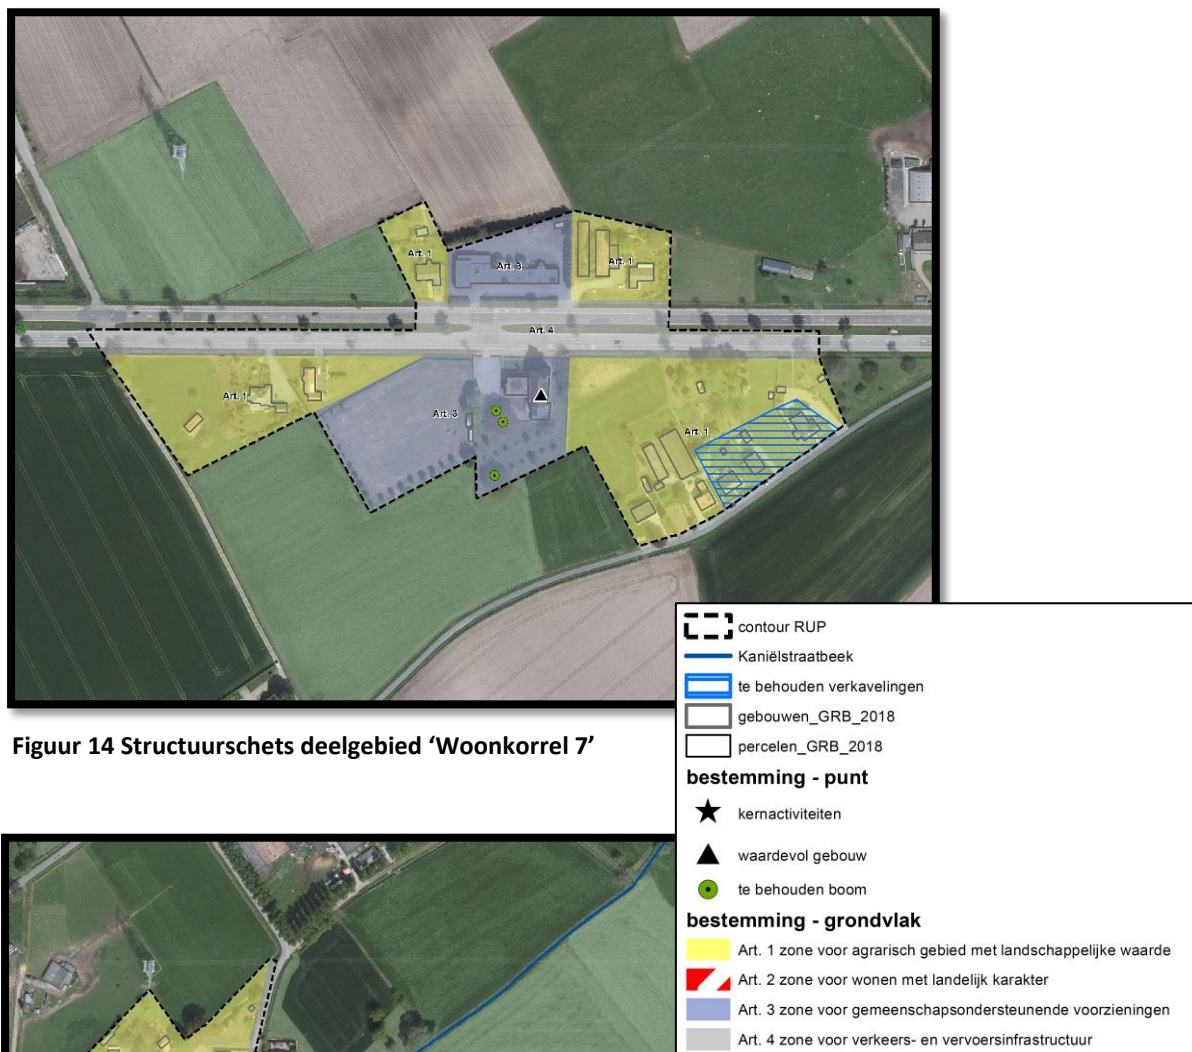 Art. 1
Art. 3
Art. 1
Art. 4
Art. 1
Art. 3
Art. 1
Figuur 14 Structuurschets deelgebied ‘Woonkorrel 7’
contour RUP
Kaniëlstraatbeek
te behouden verkavelingen
gebouwen_GRB_2018
percelen_GRB_2018
bestemming - punt
kernactiviteiten
waardevol gebouw
te behouden boom
bestemming - grondvlak
Art. 1 zone voor agrarisch gebied met landschappelijke waarde
Art. 2 zone voor wonen met landelijk karakter
Art. 3 zone voor gemeenschapsondersteunende voorzieningen
Art. 4 zone voor verkeers- en vervoersinfrastructuur